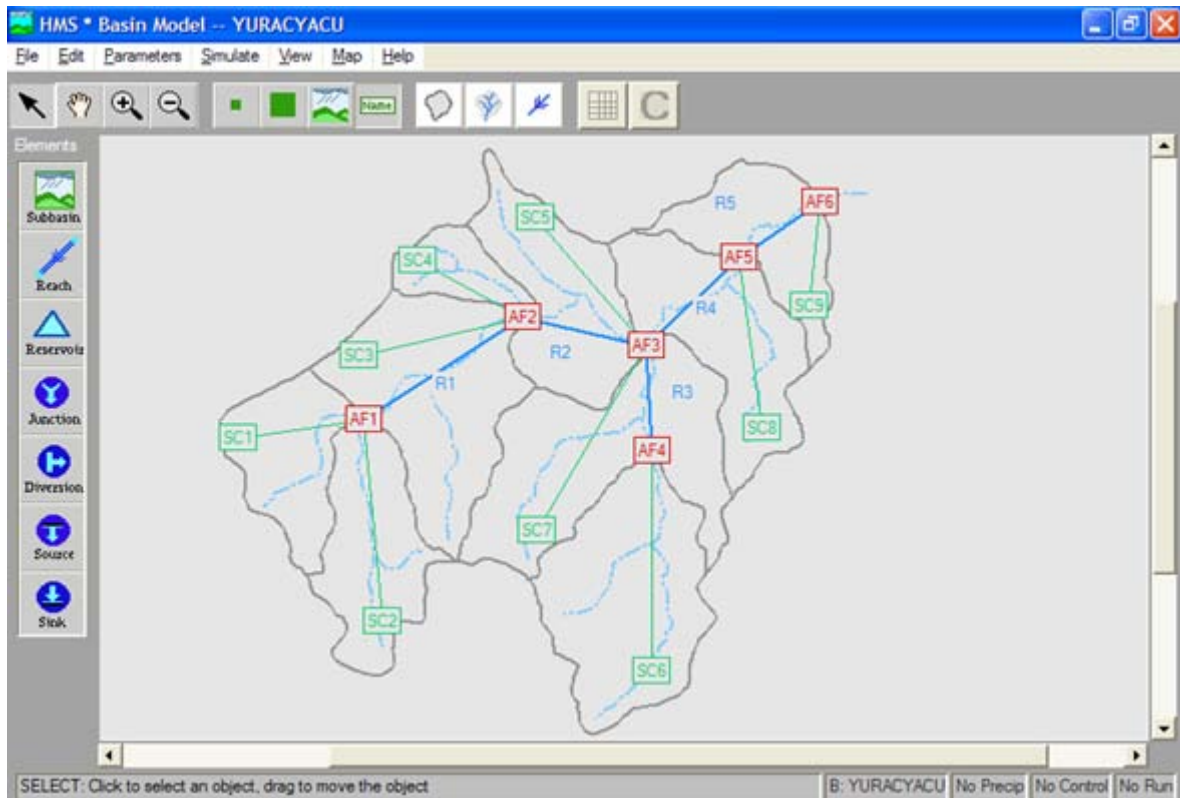 HMS * Basin Model -- YURACYACU
File Edit Parameters Simulate View Map Help
Name
C
Elements
Subbasin
Reach
Reservoir
Junction
Diversion
Source
Sink
SC5
R5
AF6
SC4
AF5
SC9
AF2
R4
SC3
R2
AF3
R1
R3
AF1
SC1
AF4
SC8
SC7
SC2
SC6
SELECT: Click to select an object, drag to move the object
B: YURACYACU No Precip No Control No Run